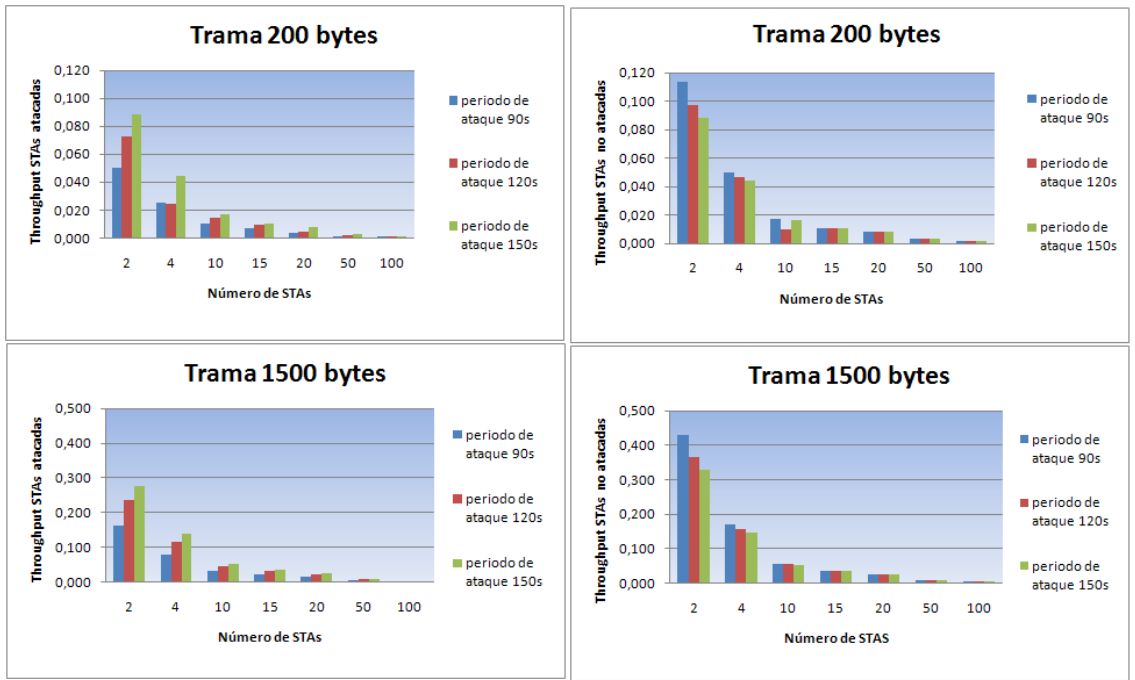 Trama 200 bytes
Throughput STAs atacadas
0,120
0,100
0,080
0,060
0,040
0,020
0,000
2 4 10 15 20 50 100
Número de STAs
periodo de
ataque 90s
periodo de
ataque 120s
periodo de
ataque 150s
Trama 200 bytes
Throughput STAs no atacadas
0,120
0,100
0,080
0,060
0,040
0,020
0,000
2 4 10 15 20 50 100
Número de STAs
periodo de
ataque 90s
periodo de
ataque 120s
periodo de
ataque 150s
Trama 1500 bytes
Throughput STAs atacadas
0,500
0,400
0,300
0,200
0,100
0,000
2 4 10 15 20 50 100
Número de STAs
periodo de
ataque 90s
periodo de
ataque 120s
periodo de
ataque 150s
Trama 1500 bytes
Throughput STAs no atacadas
0,500
0,400
0,300
0,200
0,100
0,000
2 4 10 15 20 50 100
Número de STAS
periodo de
ataque 90s
periodo de
ataque 120s
periodo de
ataque 150s